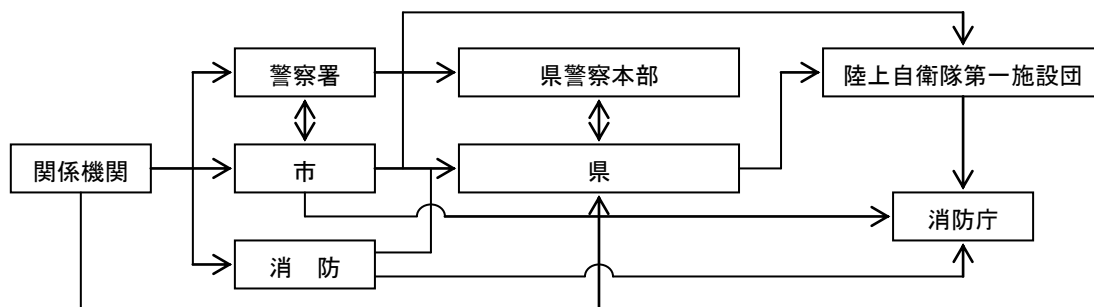 警察署
県警察本部
陸上自衛隊第一施設団
関係機関
市
県
消防庁
消　防